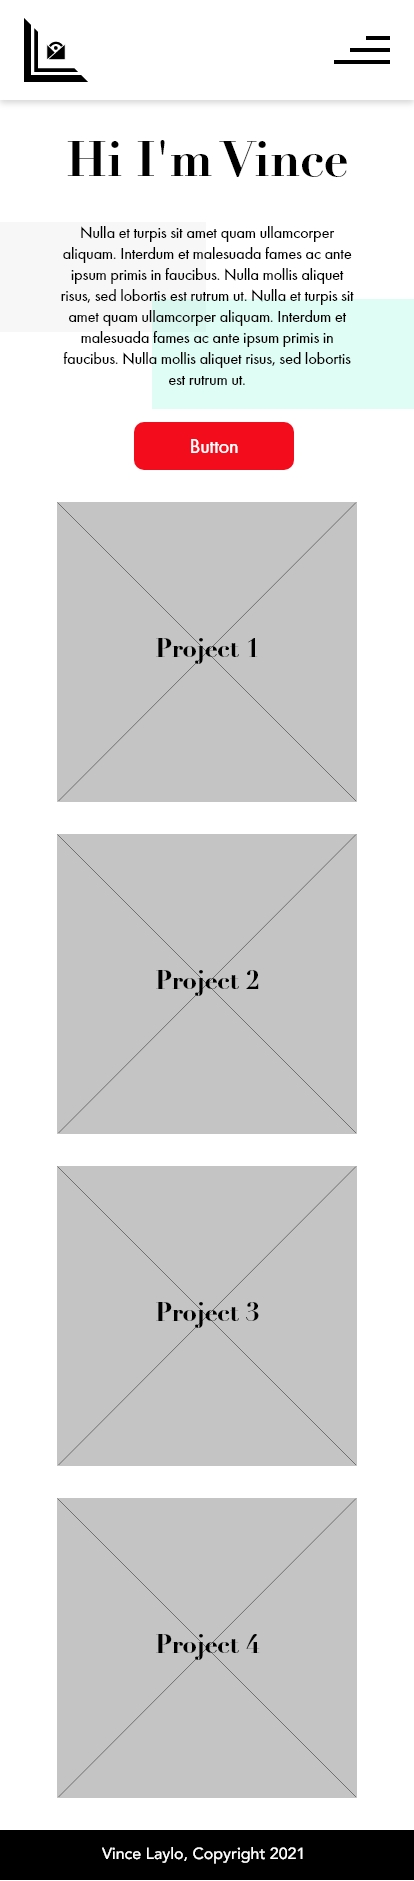 Hi I'm Vince
Nulla et turpis sit amet quam ullamcorper
aliquam. Interdum et malesuada fames ac ante
ipsum primis in faucibus. Nulla mollis aliquet
risus, sed lobortis est rutrum ut. Nulla et turpis sit
amet quam ullamcorper aliquam. Interdum et
malesuada fames ac ante ipsum primis in
faucibus. Nulla mollis aliquet risus, sed lobortis
est rutrum ut.
Button
Project 1
Project 2
Project 3
Project 4
Vince Laylo, Copyright 2021